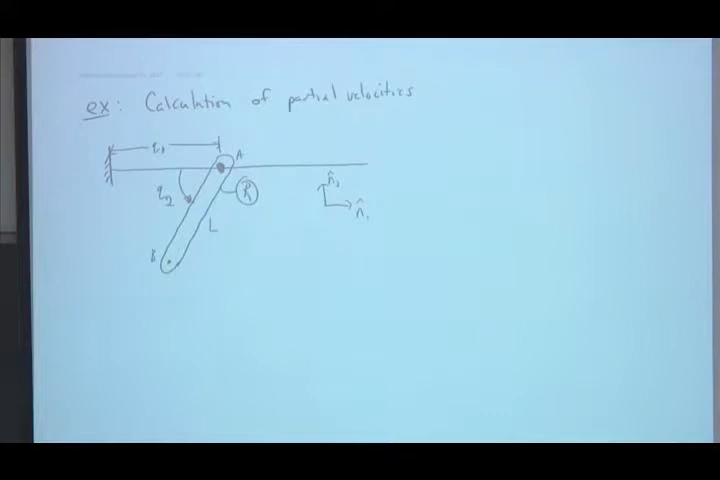 ex: Calculation of partial velocities
q₁
A
n̂₂
q₂
R
n̂₁
L
B